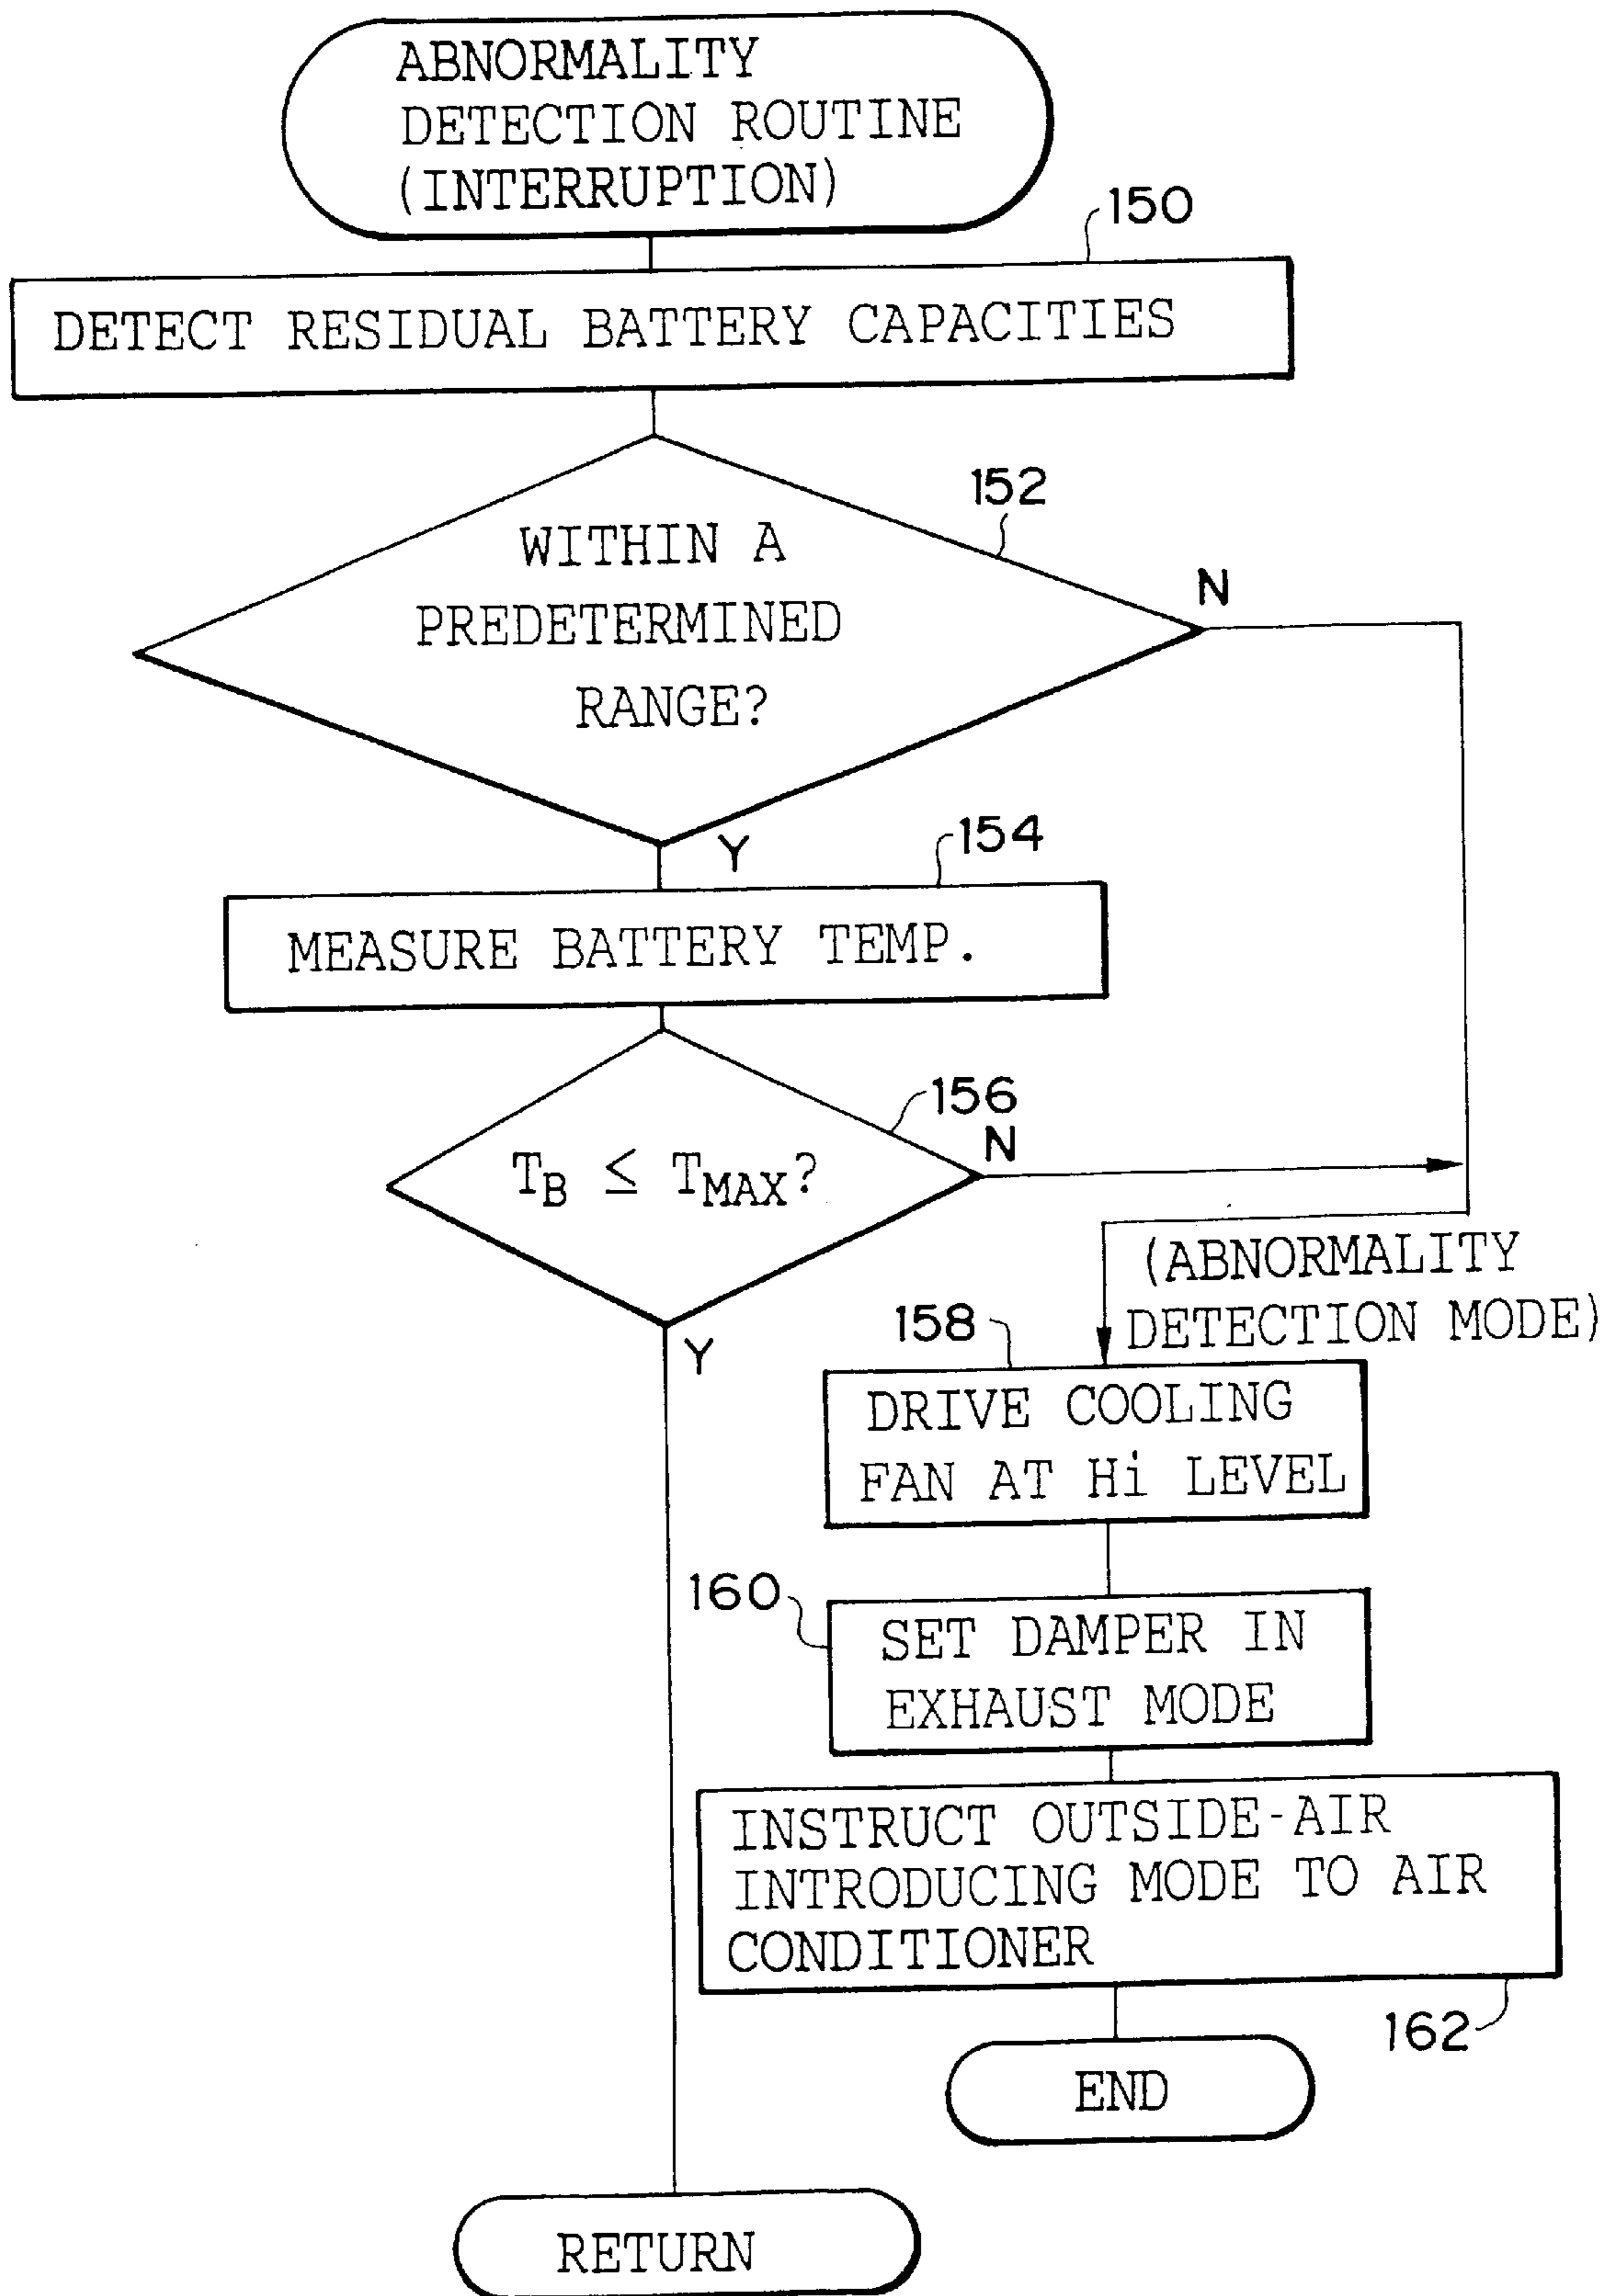 ABNORMALITY
DETECTION ROUTINE
(INTERRUPTION)
150
DETECT RESIDUAL BATTERY CAPACITIES
152
WITHIN A
PREDETERMINED
RANGE?
N
Y
154
MEASURE BATTERY TEMP.
156
TB ≤ TMAX?
N
Y
(ABNORMALITY
DETECTION MODE)
158
DRIVE COOLING
FAN AT Hi LEVEL
160
SET DAMPER IN
EXHAUST MODE
INSTRUCT OUTSIDE-AIR
INTRODUCING MODE TO AIR
CONDITIONER
162
END
RETURN